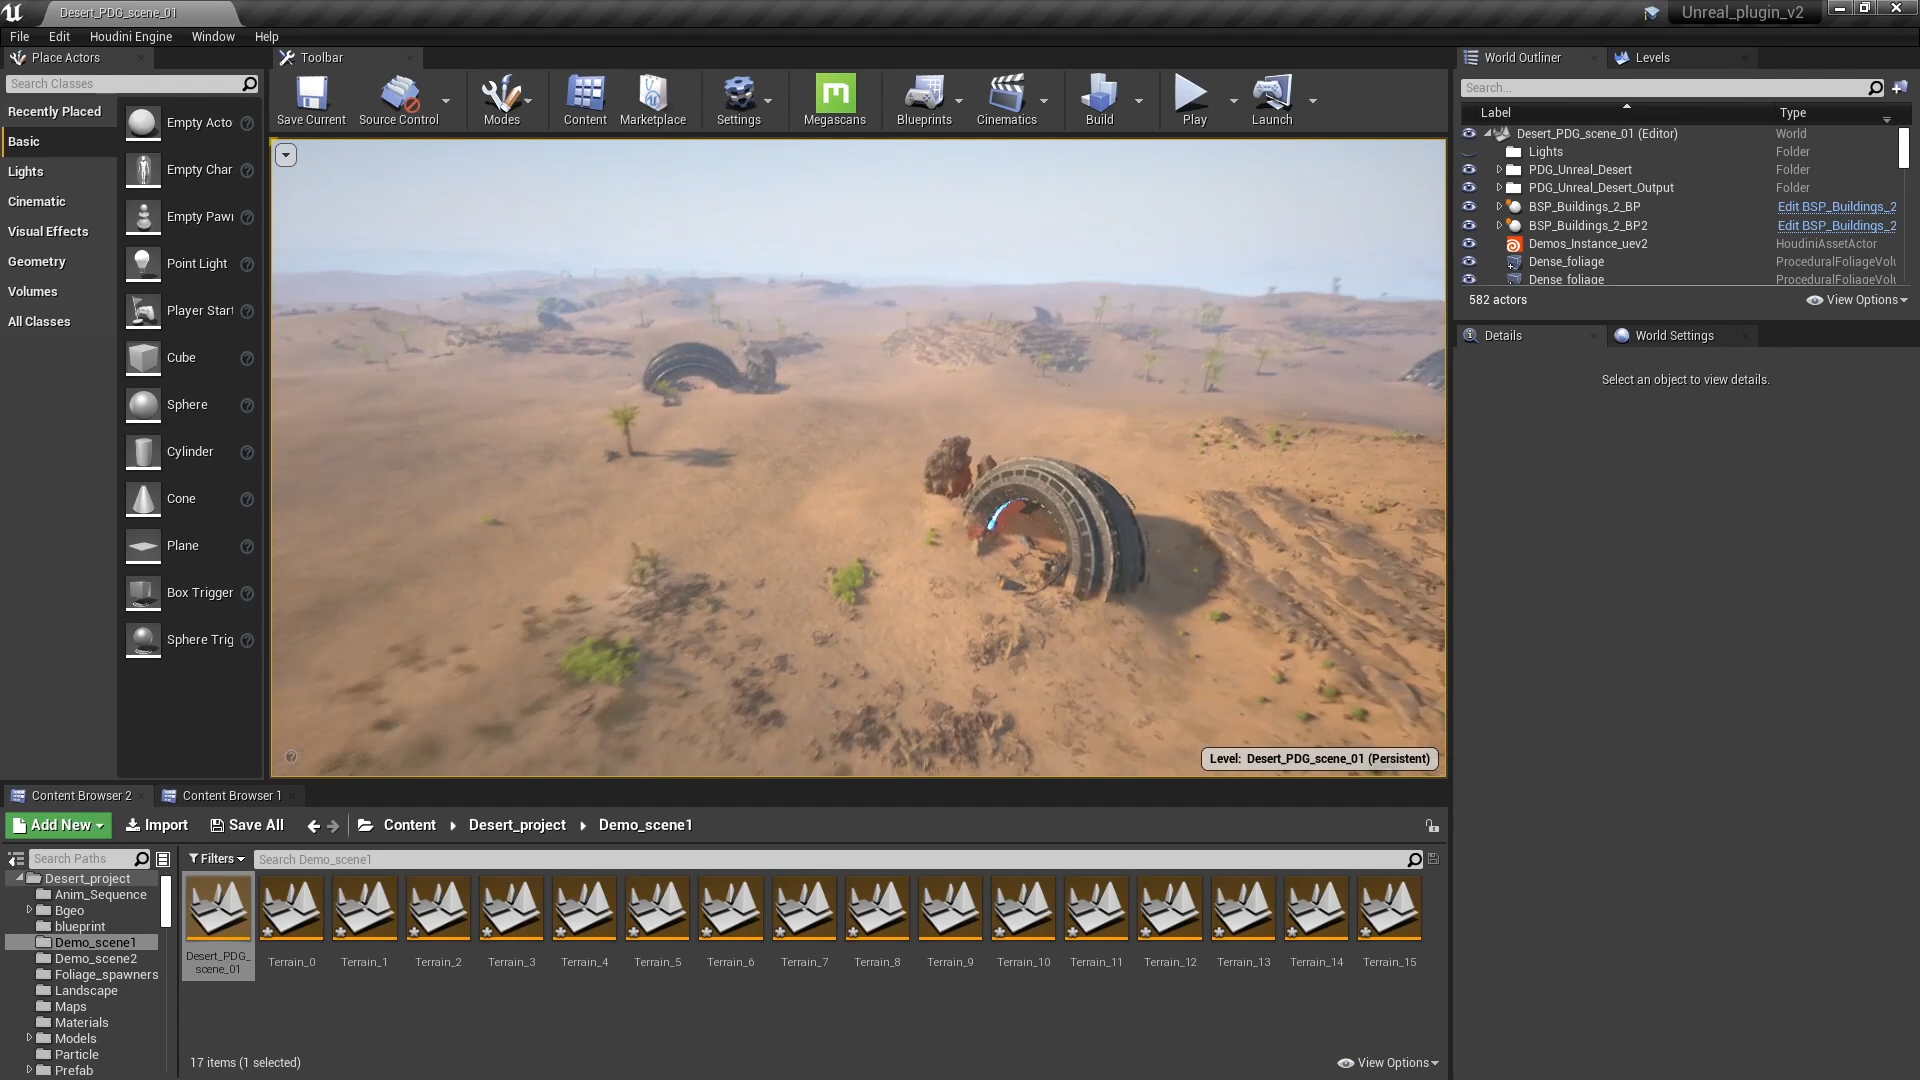 Desert_PDG_scene_01
Unreal_plugin_v2
File Edit Houdini Engine Window Help
Place Actors
Search Classes
Recently Placed
Basic
Lights
Cinematic
Visual Effects
Geometry
Volumes
All Classes
Empty Acto
Empty Char
Empty Paw
Point Light
Player Start
Cube
Sphere
Cylinder
Cone
Plane
Box Trigger
Sphere Trig
Toolbar
Save Current Source Control Modes Content Marketplace Settings Megascans Blueprints Cinematics Build Play Launch
Level: Desert_PDG_scene_01 (Persistent)
World Outliner Levels
Search...
Label Type
Desert_PDG_scene_01 (Editor) World
Lights Folder
PDG_Unreal_Desert Folder
PDG_Unreal_Desert_Output Folder
BSP_Buildings_2_BP Edit BSP_Buildings_2
BSP_Buildings_2_BP2 Edit BSP_Buildings_2
Demos_Instance_uev2 HoudiniAssetActor
Dense_foliage ProceduralFoliageVolu
Dense_foliage ProceduralFoliageVolu
582 actors View Options
Details World Settings
Select an object to view details.
Content Browser 2 Content Browser 1
Add New Import Save All Content Desert_project Demo_scene1
Search Paths
Filters Search Demo_scene1
Desert_project
Anim_Sequence
Bgeo
blueprint
Demo_scene1
Demo_scene2
Foliage_spawners
Landscape
Maps
Materials
Models
Particle
Prefab
Desert_PDG_
scene_01
Terrain_0 Terrain_1 Terrain_2 Terrain_3 Terrain_4 Terrain_5 Terrain_6 Terrain_7 Terrain_8 Terrain_9 Terrain_10 Terrain_11 Terrain_12 Terrain_13 Terrain_14 Terrain_15
17 items (1 selected) View Options